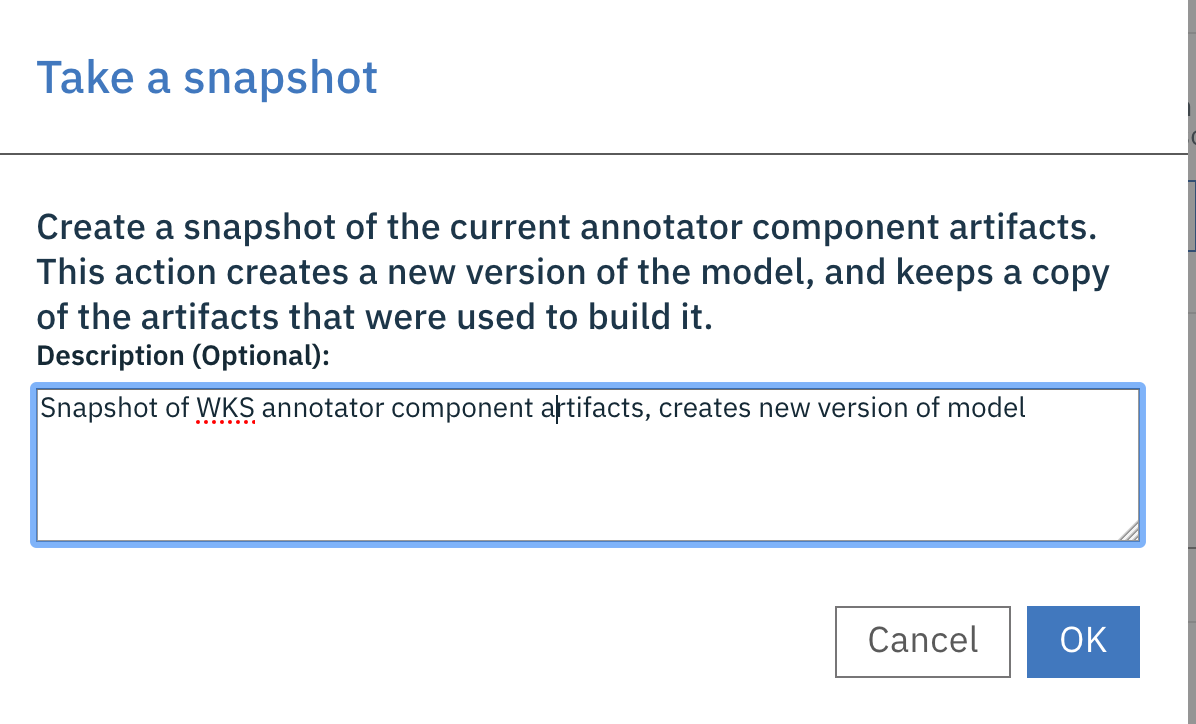 Take a snapshot
Create a snapshot of the current annotator component artifacts.
This action creates a new version of the model, and keeps a copy
of the artifacts that were used to build it.
Description (Optional):
Snapshot of WKS annotator component artifacts, creates new version of model
Cancel
OK